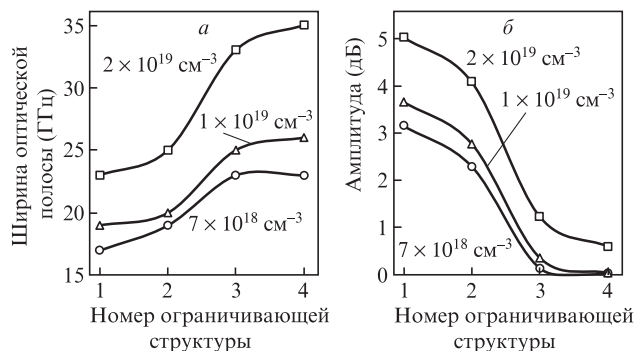 а
35
30
25
20
15
Ширина оптической
полосы (ГГц)
2 × 10¹⁹ см⁻³
1 × 10¹⁹ см⁻³
7 × 10¹⁸ см⁻³
1 2 3 4
Номер ограничивающей
структуры
б
5
4
3
2
1
0
Амплитуда (дБ)
2 × 10¹⁹ см⁻³
1 × 10¹⁹ см⁻³
7 × 10¹⁸ см⁻³
1 2 3 4
Номер ограничивающей
структуры